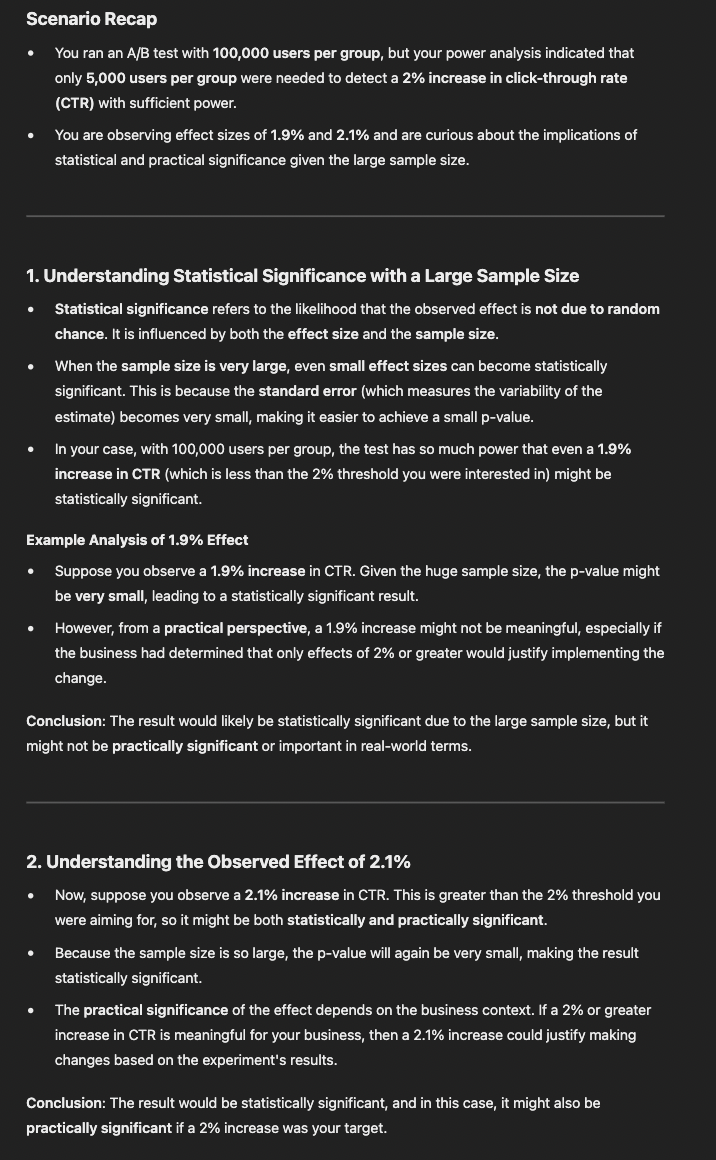 Scenario Recap
• You ran an A/B test with 100,000 users per group, but your power analysis indicated that
only 5,000 users per group were needed to detect a 2% increase in click-through rate
(CTR) with sufficient power.
• You are observing effect sizes of 1.9% and 2.1% and are curious about the implications of
statistical and practical significance given the large sample size.
1. Understanding Statistical Significance with a Large Sample Size
• Statistical significance refers to the likelihood that the observed effect is not due to random
chance. It is influenced by both the effect size and the sample size.
• When the sample size is very large, even small effect sizes can become statistically
significant. This is because the standard error (which measures the variability of the
estimate) becomes very small, making it easier to achieve a small p-value.
• In your case, with 100,000 users per group, the test has so much power that even a 1.9%
increase in CTR (which is less than the 2% threshold you were interested in) might be
statistically significant.
Example Analysis of 1.9% Effect
• Suppose you observe a 1.9% increase in CTR. Given the huge sample size, the p-value might
be very small, leading to a statistically significant result.
• However, from a practical perspective, a 1.9% increase might not be meaningful, especially if
the business had determined that only effects of 2% or greater would justify implementing the
change.
Conclusion: The result would likely be statistically significant due to the large sample size, but it
might not be practically significant or important in real-world terms.
2. Understanding the Observed Effect of 2.1%
• Now, suppose you observe a 2.1% increase in CTR. This is greater than the 2% threshold you
were aiming for, so it might be both statistically and practically significant.
• Because the sample size is so large, the p-value will again be very small, making the result
statistically significant.
• The practical significance of the effect depends on the business context. If a 2% or greater
increase in CTR is meaningful for your business, then a 2.1% increase could justify making
changes based on the experiment's results.
Conclusion: The result would be statistically significant, and in this case, it might also be
practically significant if a 2% increase was your target.